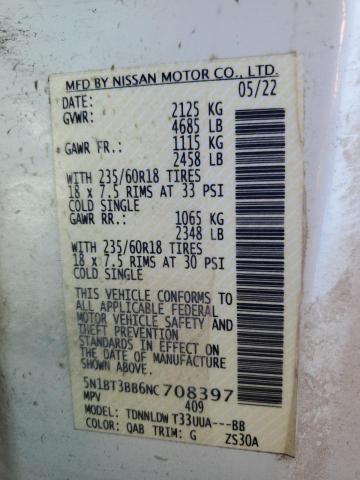 MFD BY NISSAN MOTOR CO., LTD.
DATE: 05/22
GVWR: 2125 KG
4685 LB
GAWR FR.: 1115 KG
2458 LB
WITH 235/60R18 TIRES
18 x 7.5 RIMS AT 33 PSI
COLD SINGLE
GAWR RR.: 1065 KG
2348 LB
WITH 235/60R18 TIRES
18 x 7.5 RIMS AT 30 PSI
COLD SINGLE
THIS VEHICLE CONFORMS TO
ALL APPLICABLE FEDERAL
MOTOR VEHICLE SAFETY AND
THEFT PREVENTION
STANDARDS IN EFFECT ON
THE DATE OF MANUFACTURE
SHOWN ABOVE.
5N1BT3BB6NC708397
MPV 409
MODEL: TDNNLDW T33UUA---BB
COLOR: QAB TRIM: G ZS30A